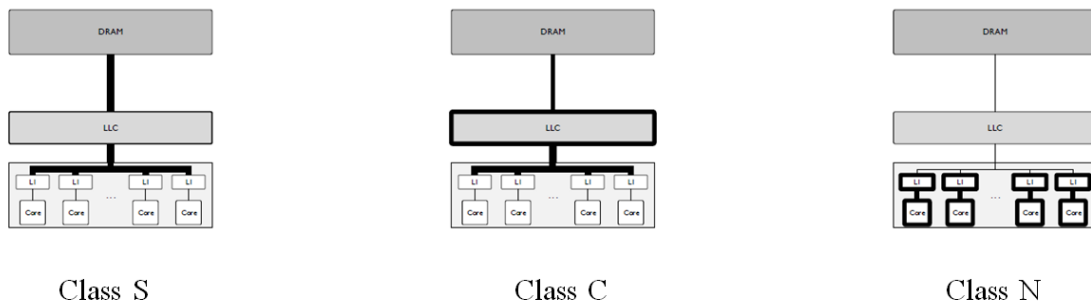 DRAM
LLC
L1 L1 L1 L1
...
Core Core Core Core
Class S
DRAM
LLC
L1 L1 L1 L1
...
Core Core Core Core
Class C
DRAM
LLC
L1 L1 L1 L1
...
Core Core Core Core
Class N